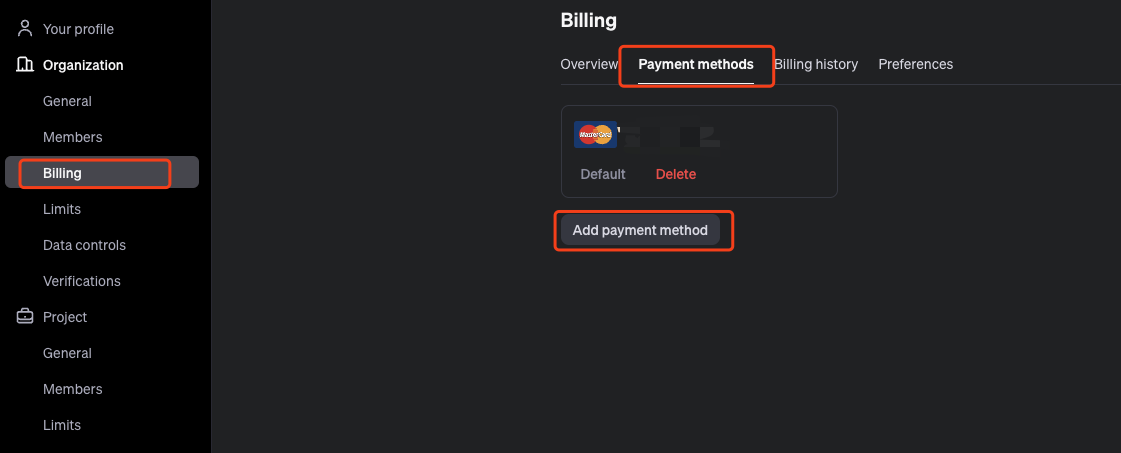 Your profile
Organization
General
Members
Billing
Limits
Data controls
Verifications
Project
General
Members
Limits
Billing
Overview Payment methods Billing history Preferences
MasterCard
Default Delete
Add payment method